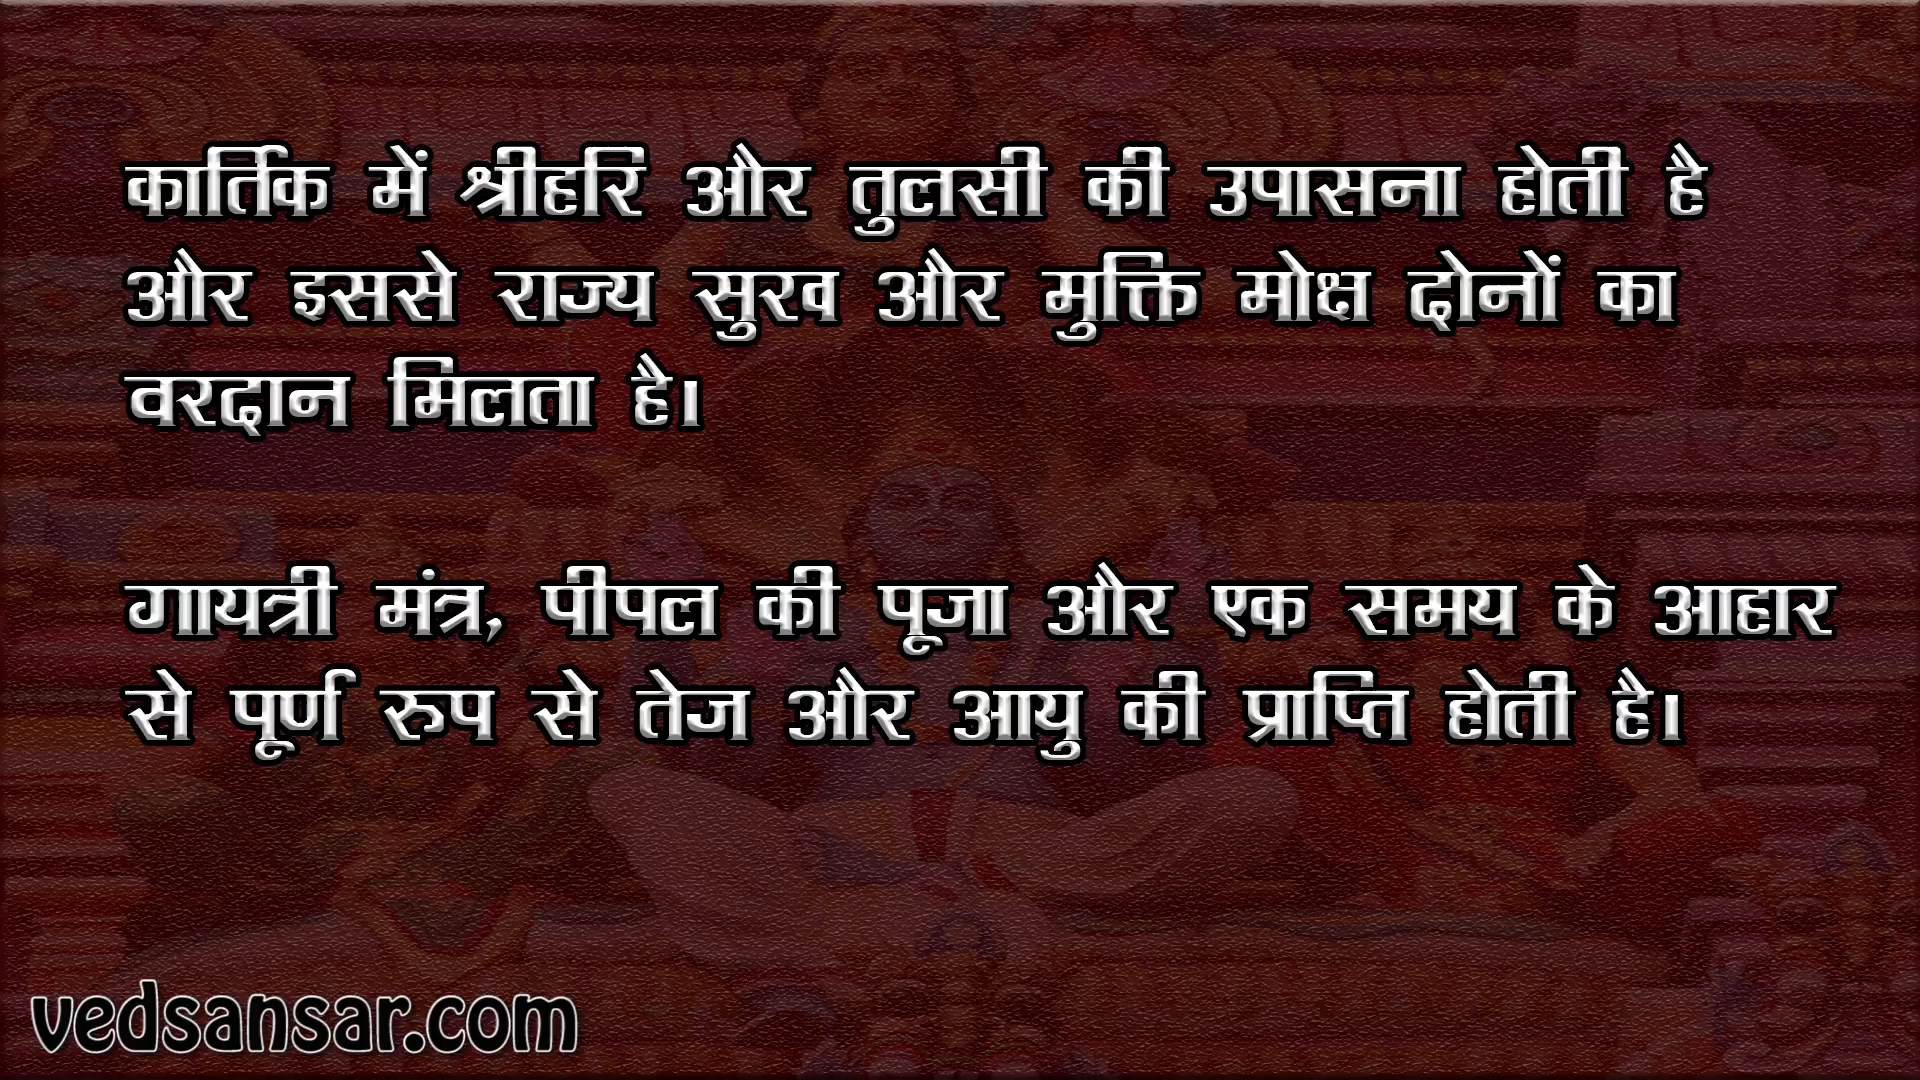 कार्तिक में श्रीहरि और तुलसी की उपासना होती है
और इससे राज्य सुख और मुक्ति मोक्ष दोनों का
वरदान मिलता है।
गायत्री मंत्र, पीपल की पूजा और एक समय के आहार
से पूर्ण रुप से तेज और आयु की प्राप्ति होती है।
vedsansar.com